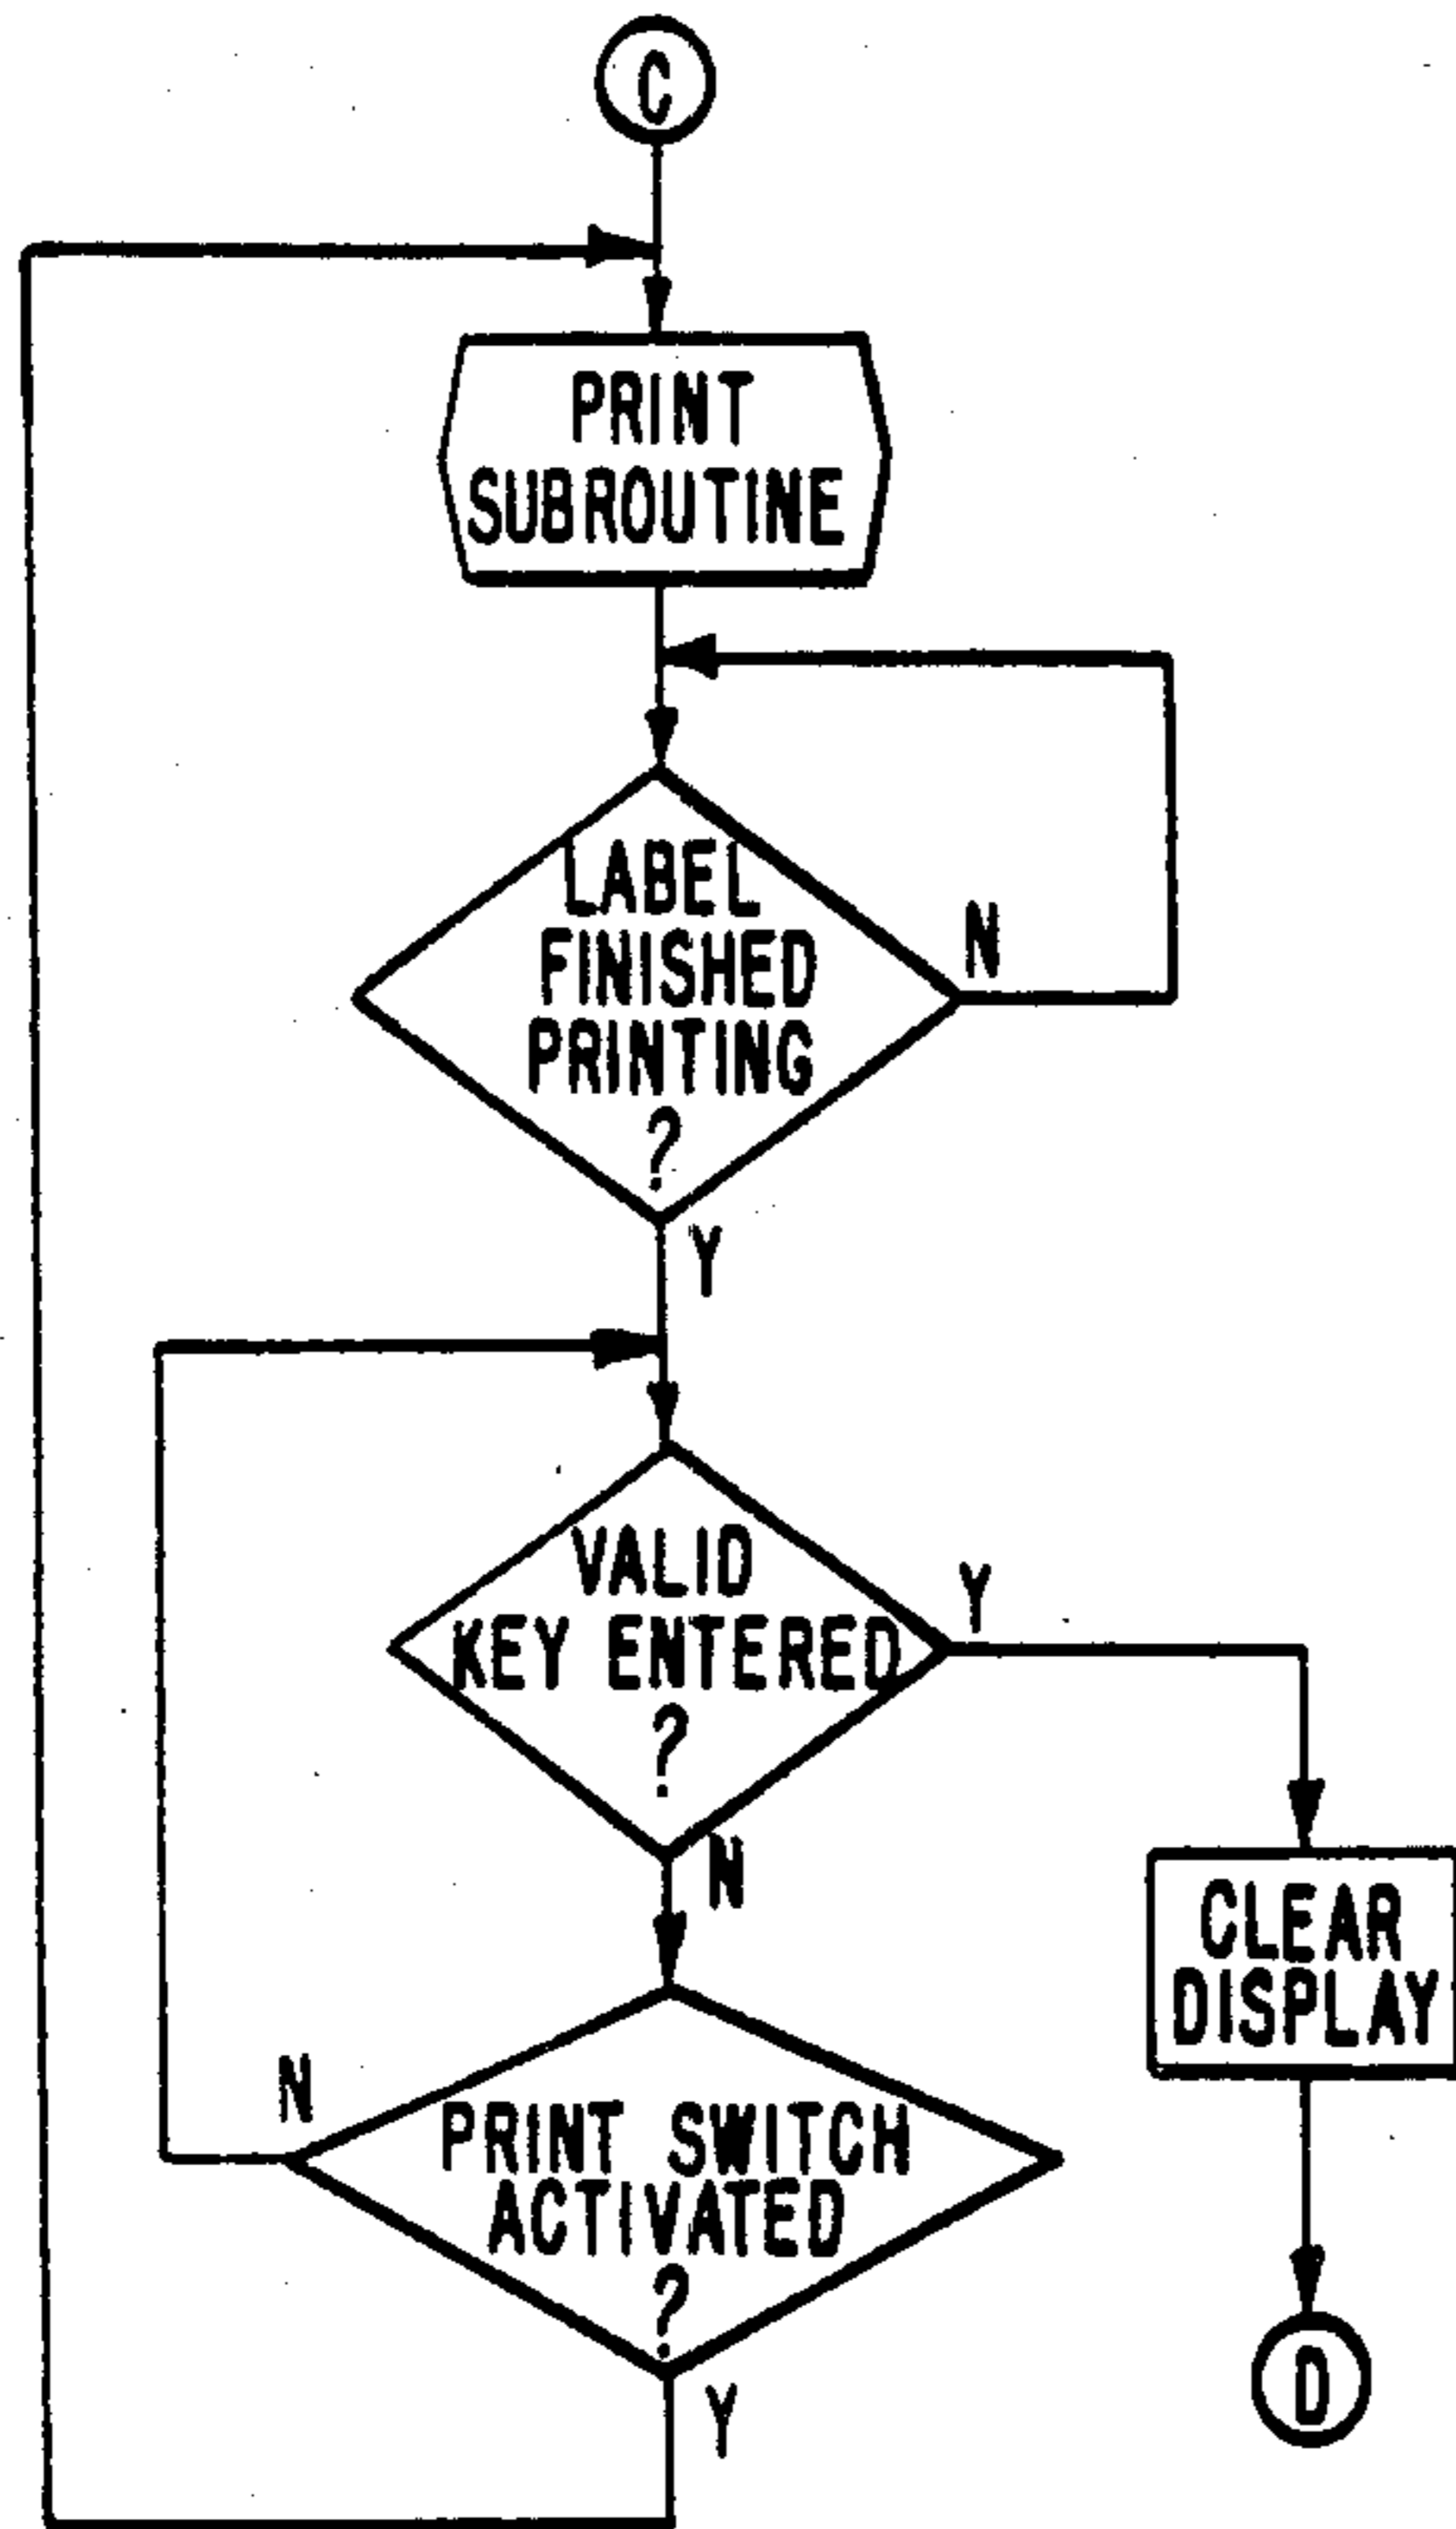 C
PRINT
SUBROUTINE
LABEL
FINISHED
PRINTING
?
N
Y
VALID
KEY ENTERED
?
Y
N
CLEAR
DISPLAY
N
PRINT SWITCH
ACTIVATED
?
Y
D